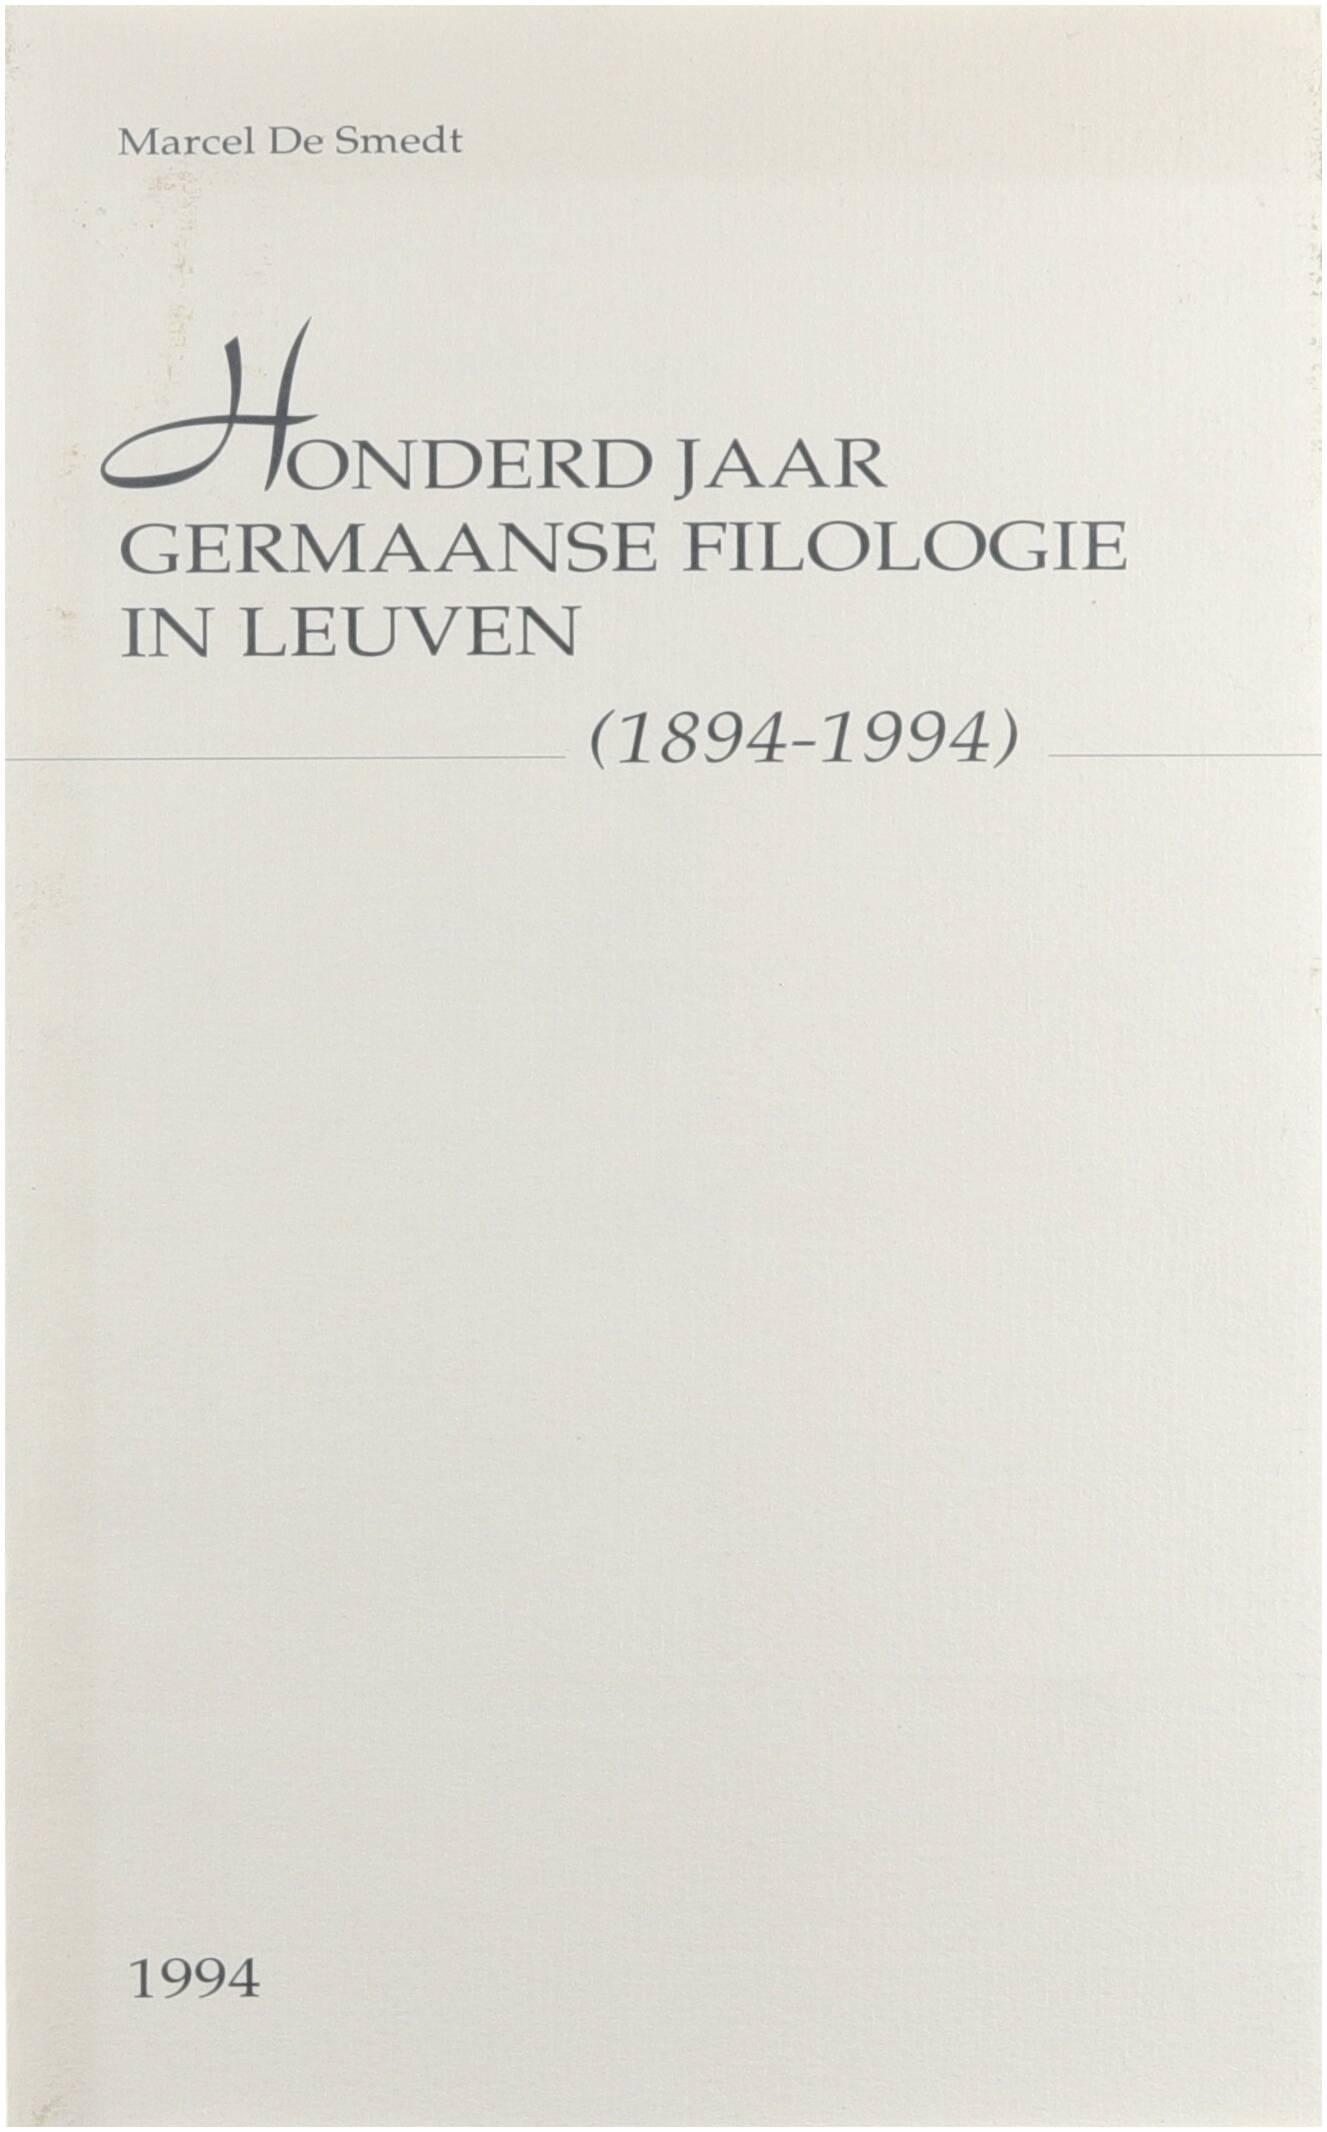 Marcel De Smedt
HONDERD JAAR
GERMAANSE FILOLOGIE
IN LEUVEN
(1894-1994)
1994